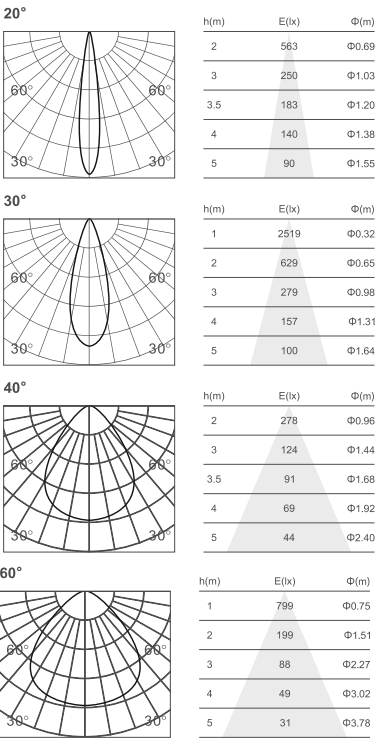 20°
h(m) E(lx) Φ(m)
2 563 Φ0.69
3 250 Φ1.03
3.5 183 Φ1.20
4 140 Φ1.38
5 90 Φ1.55
60° 60°
30° 30°
30°
h(m) E(lx) Φ(m)
1 2519 Φ0.32
2 629 Φ0.65
3 279 Φ0.98
4 157 Φ1.31
5 100 Φ1.64
60° 60°
30° 30°
40°
h(m) E(lx) Φ(m)
2 278 Φ0.96
3 124 Φ1.44
3.5 91 Φ1.68
4 69 Φ1.92
5 44 Φ2.40
60° 60°
30° 30°
60°
h(m) E(lx) Φ(m)
1 799 Φ0.75
2 199 Φ1.51
3 88 Φ2.27
4 49 Φ3.02
5 31 Φ3.78
60° 60°
30° 30°